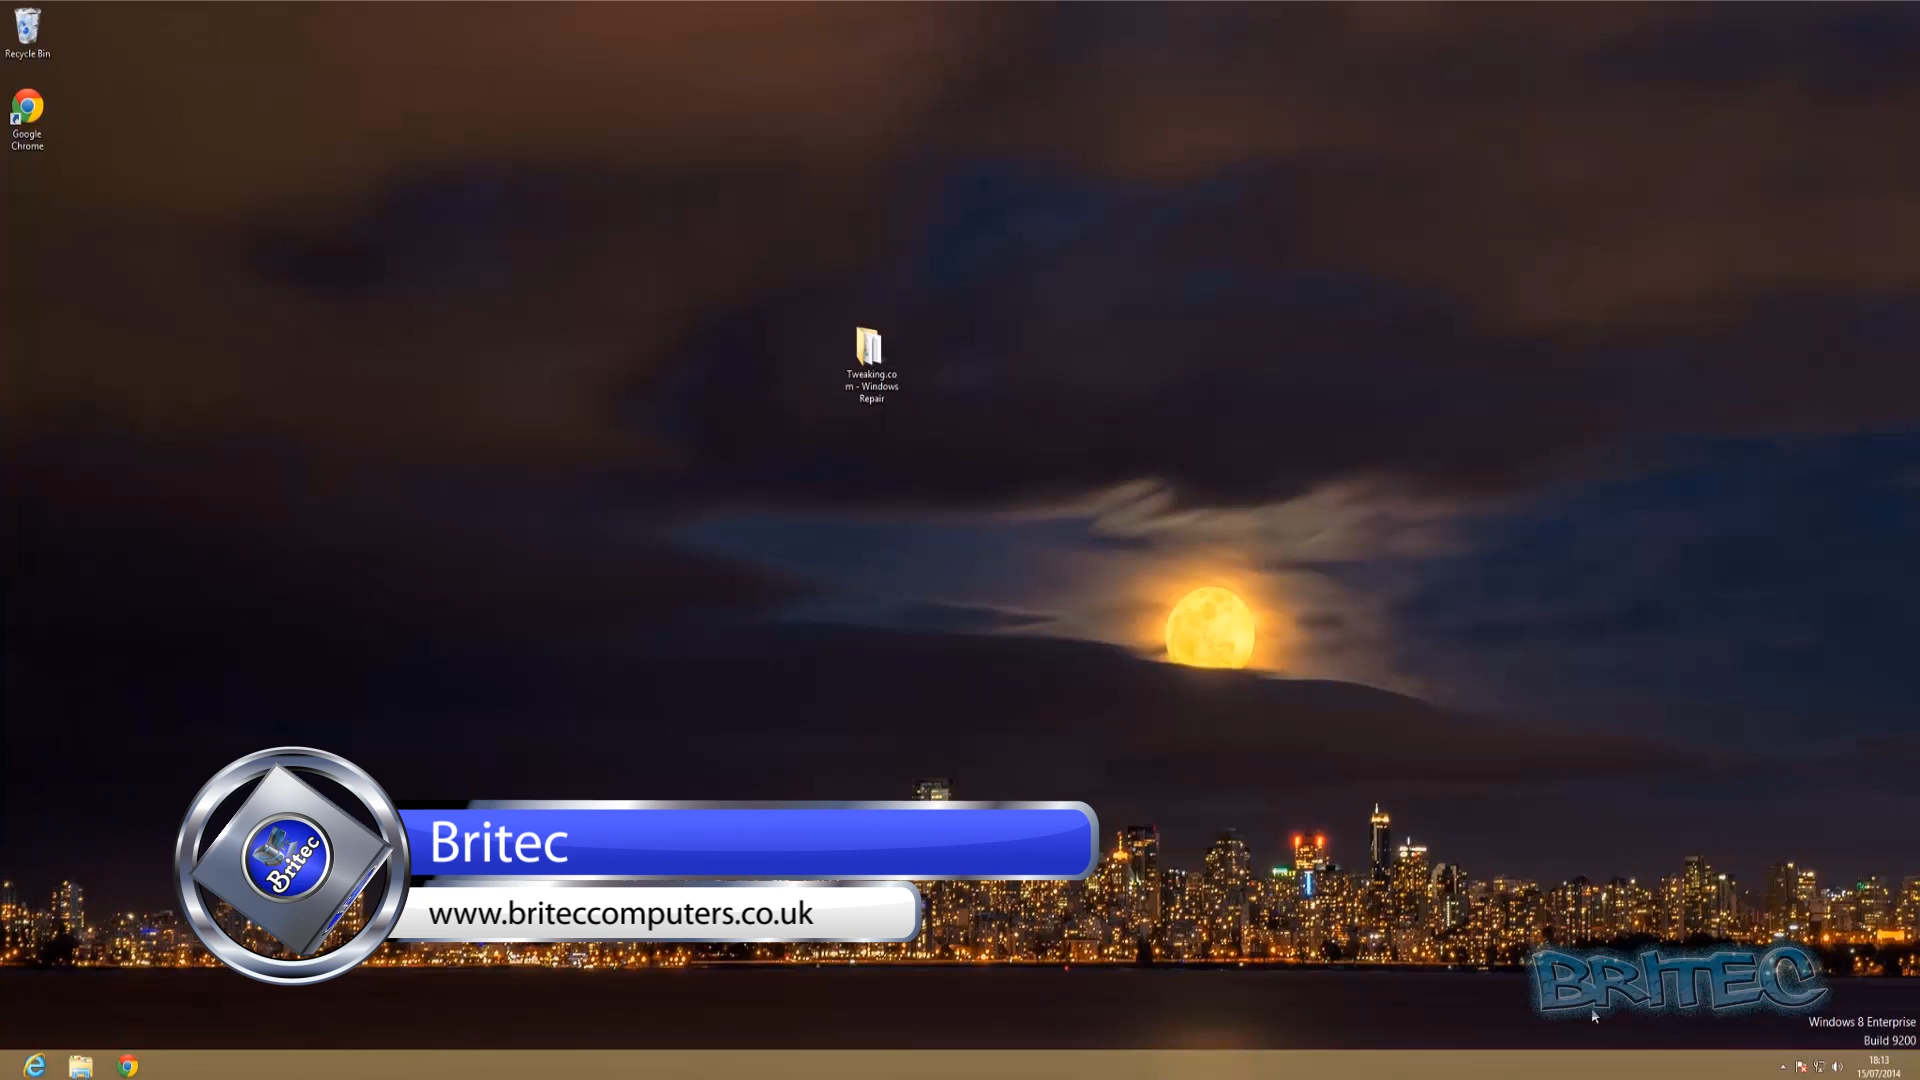 Recycle Bin
Google
Chrome
Tweaking.co
m - Windows
Repair
Britec
Britec
www.briteccomputers.co.uk
BRITEC
Windows 8 Enterprise
Build 9200
18:13
15/07/2014